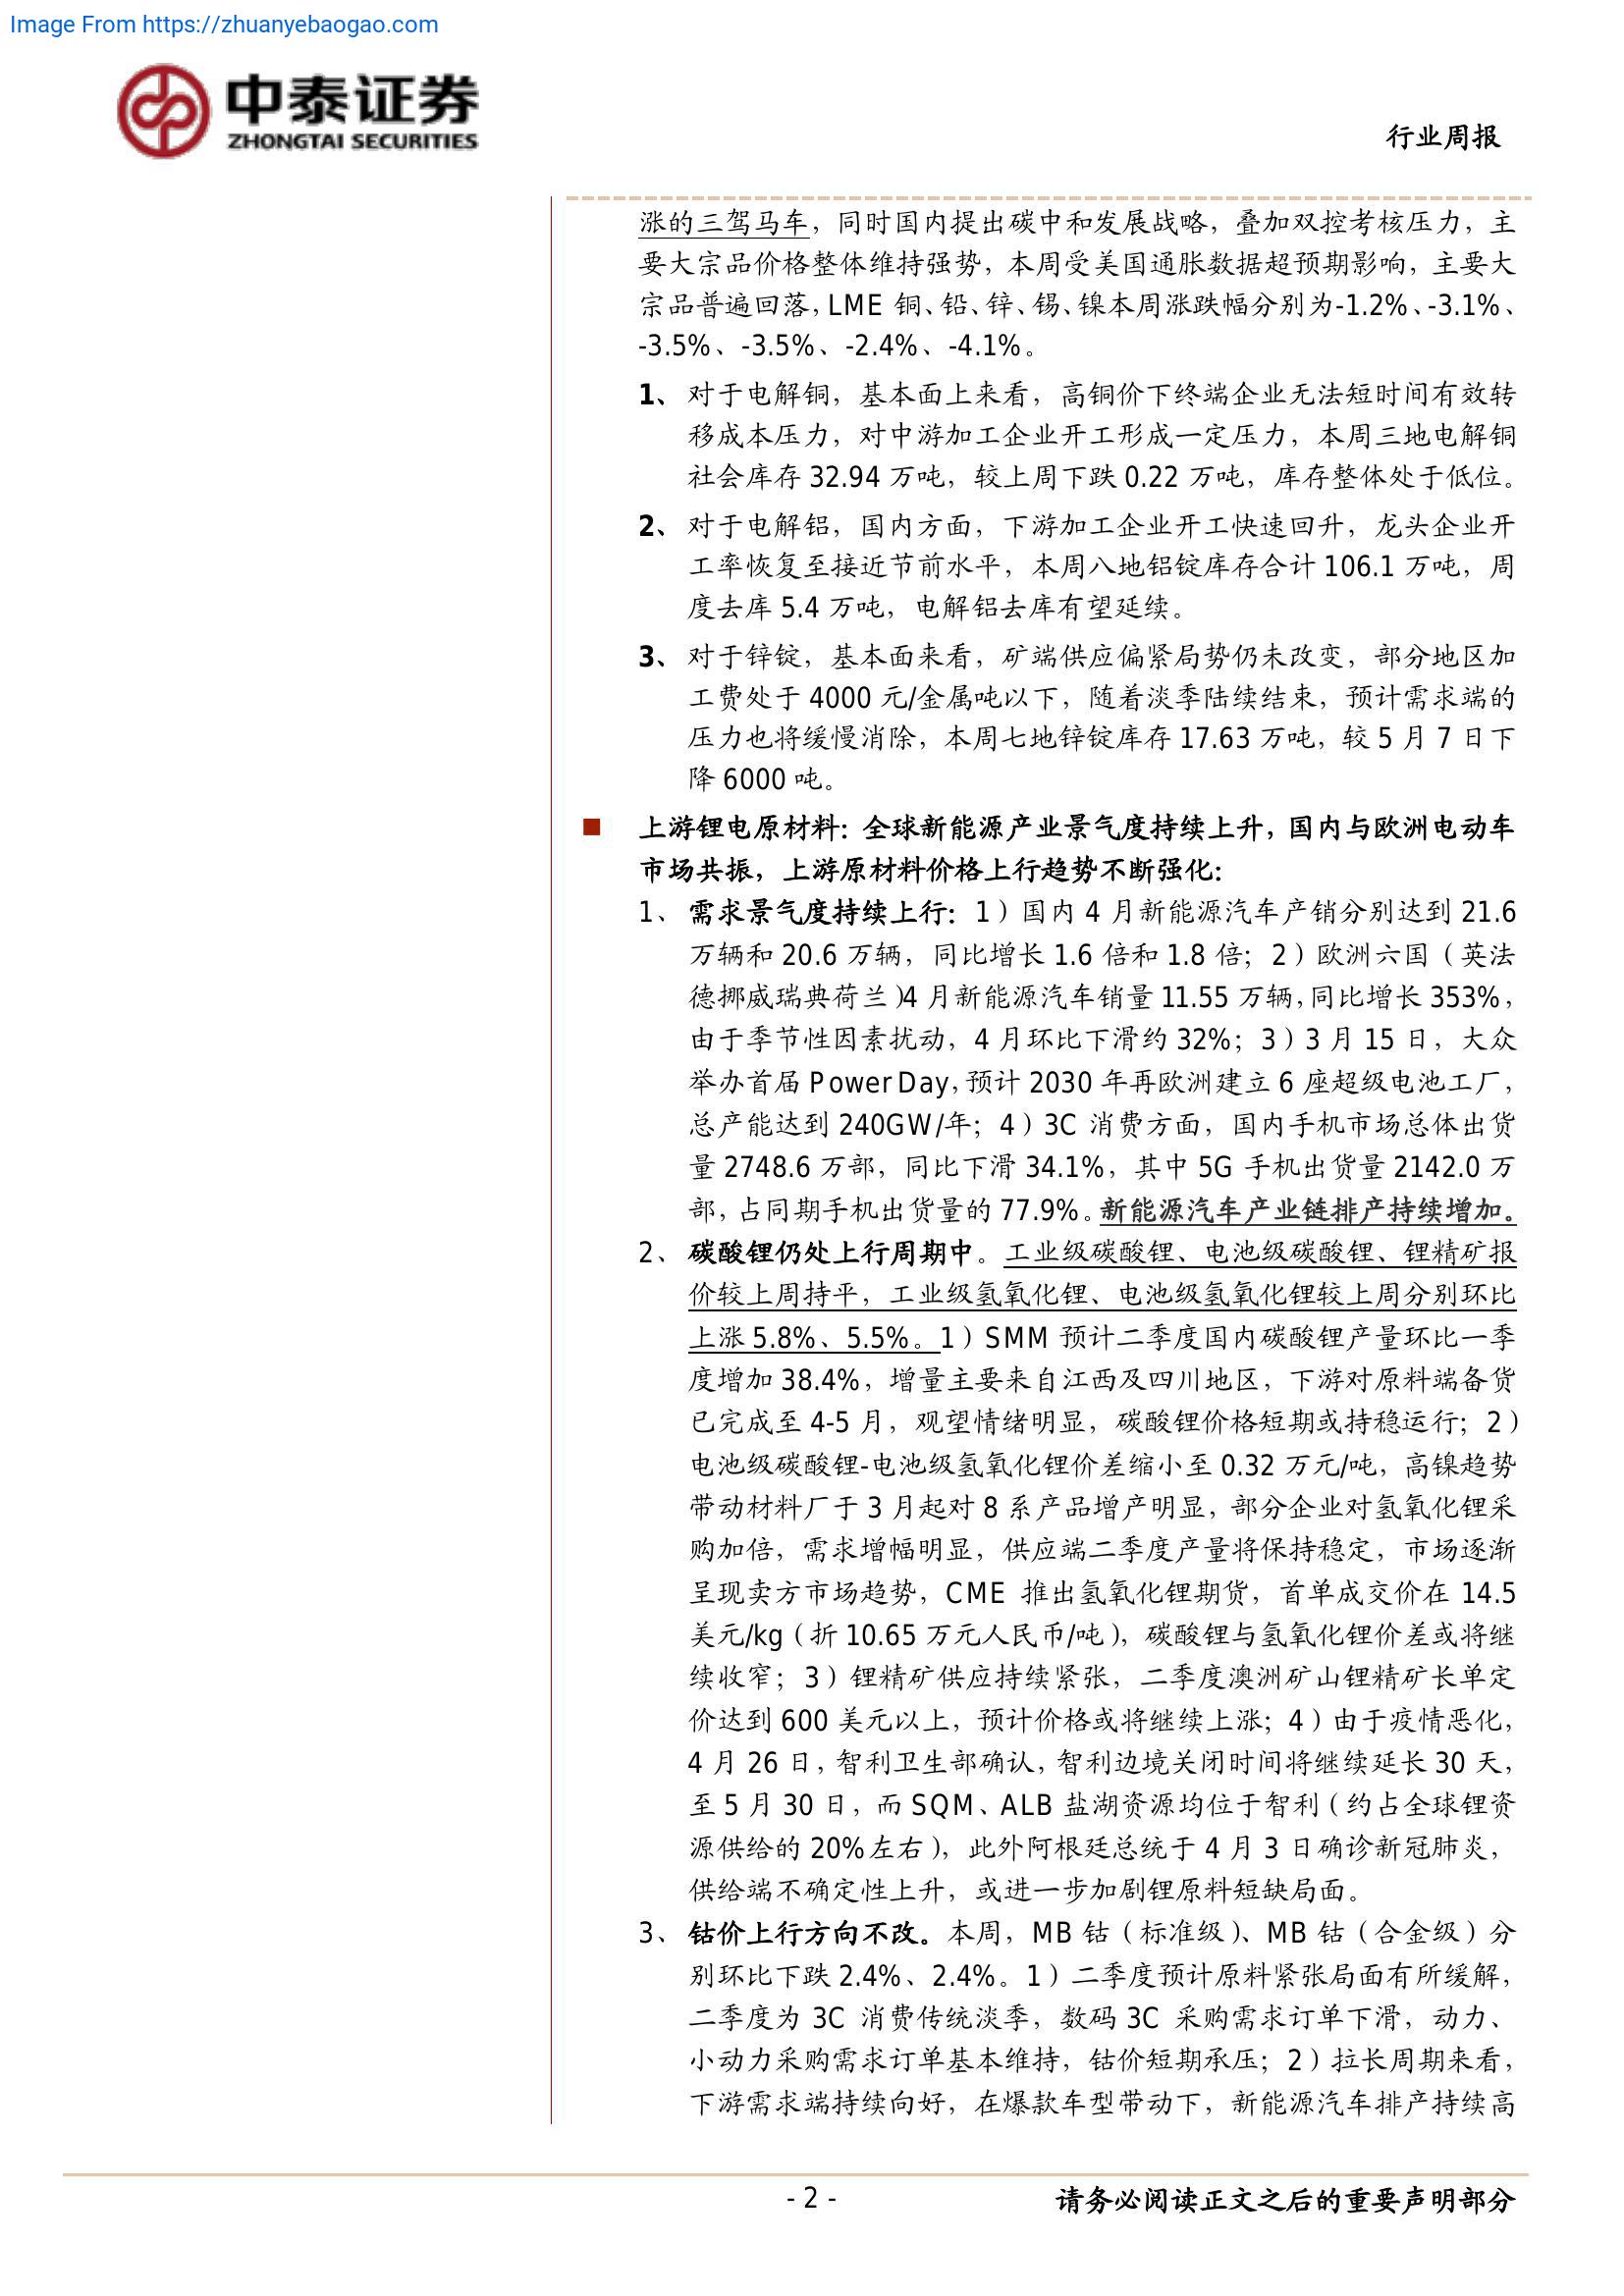 Image From https://zhuanyebaogao.com
中泰证券
ZHONGTAI SECURITIES
行业周报
涨的三驾马车，同时国内提出碳中和发展战略，叠加双控考核压力，主
要大宗品价格整体维持强势，本周受美国通胀数据超预期影响，主要大
宗品普遍回落，LME 铜、铅、锌、锡、镍本周涨跌幅分别为-1.2%、-3.1%、
-3.5%、-3.5%、-2.4%、-4.1%。
1、 对于电解铜，基本面上来看，高铜价下终端企业无法短时间有效转
移成本压力，对中游加工企业开工形成一定压力，本周三地电解铜
社会库存 32.94 万吨，较上周下跌 0.22 万吨，库存整体处于低位。
2、 对于电解铝，国内方面，下游加工企业开工快速回升，龙头企业开
工率恢复至接近节前水平，本周八地铝锭库存合计 106.1 万吨，周
度去库 5.4 万吨，电解铝去库有望延续。
3、 对于锌锭，基本面来看，矿端供应偏紧局势仍未改变，部分地区加
工费处于 4000 元/金属吨以下，随着淡季陆续结束，预计需求端的
压力也将缓慢消除，本周七地锌锭库存 17.63 万吨，较 5 月 7 日下
降 6000 吨。
■ 上游锂电原材料：全球新能源产业景气度持续上升，国内与欧洲电动车
市场共振，上游原材料价格上行趋势不断强化：
1、 需求景气度持续上行：1）国内 4 月新能源汽车产销分别达到 21.6
万辆和 20.6 万辆，同比增长 1.6 倍和 1.8 倍；2）欧洲六国（英法
德挪威瑞典荷兰）4 月新能源汽车销量 11.55 万辆，同比增长 353%，
由于季节性因素扰动，4 月环比下滑约 32%；3）3 月 15 日，大众
举办首届 Power Day，预计 2030 年再欧洲建立 6 座超级电池工厂，
总产能达到 240GW/年；4）3C 消费方面，国内手机市场总体出货
量 2748.6 万部，同比下滑 34.1%，其中 5G 手机出货量 2142.0 万
部，占同期手机出货量的 77.9%。新能源汽车产业链排产持续增加。
2、 碳酸锂仍处上行周期中。工业级碳酸锂、电池级碳酸锂、锂精矿报
价较上周持平，工业级氢氧化锂、电池级氢氧化锂较上周分别环比
上涨 5.8%、5.5%。1）SMM 预计二季度国内碳酸锂产量环比一季
度增加 38.4%，增量主要来自江西及四川地区，下游对原料端备货
已完成至 4-5 月，观望情绪明显，碳酸锂价格短期或持稳运行；2）
电池级碳酸锂-电池级氢氧化锂价差缩小至 0.32 万元/吨，高镍趋势
带动材料厂于 3 月起对 8 系产品增产明显，部分企业对氢氧化锂采
购加倍，需求增幅明显，供应端二季度产量将保持稳定，市场逐渐
呈现卖方市场趋势，CME 推出氢氧化锂期货，首单成交价在 14.5
美元/kg（折 10.65 万元人民币/吨），碳酸锂与氢氧化锂价差或将继
续收窄；3）锂精矿供应持续紧张，二季度澳洲矿山锂精矿长单定
价达到 600 美元以上，预计价格或将继续上涨；4）由于疫情恶化，
4 月 26 日，智利卫生部确认，智利边境关闭时间将继续延长 30 天，
至 5 月 30 日，而 SQM、ALB 盐湖资源均位于智利（约占全球锂资
源供给的 20%左右），此外阿根廷总统于 4 月 3 日确诊新冠肺炎，
供给端不确定性上升，或进一步加剧锂原料短缺局面。
3、 钴价上行方向不改。本周，MB 钴（标准级）、MB 钴（合金级）分
别环比下跌 2.4%、2.4%。1）二季度预计原料紧张局面有所缓解，
二季度为 3C 消费传统淡季，数码 3C 采购需求订单下滑，动力、
小动力采购需求订单基本维持，钴价短期承压；2）拉长周期来看，
下游需求端持续向好，在爆款车型带动下，新能源汽车排产持续高
- 2 -
请务必阅读正文之后的重要声明部分